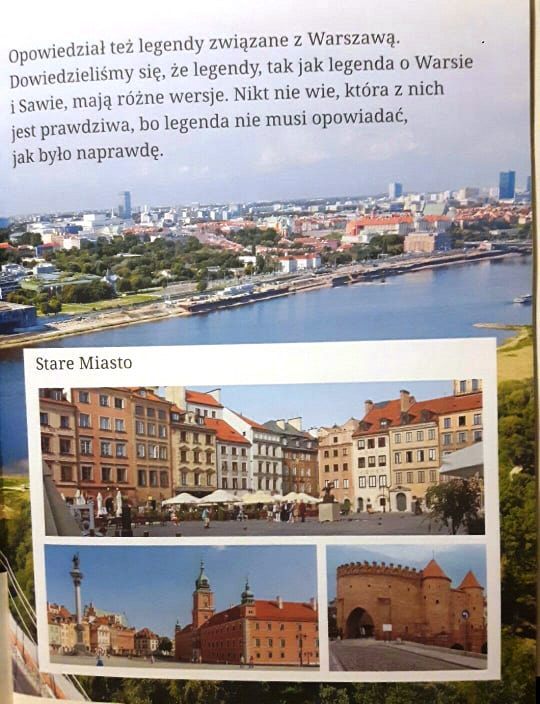 Opowiedział też legendy związane z Warszawą.
Dowiedzieliśmy się, że legendy, tak jak legenda o Warsie
i Sawie, mają różne wersje. Nikt nie wie, która z nich
jest prawdziwa, bo legenda nie musi opowiadać,
jak było naprawdę.
Stare Miasto